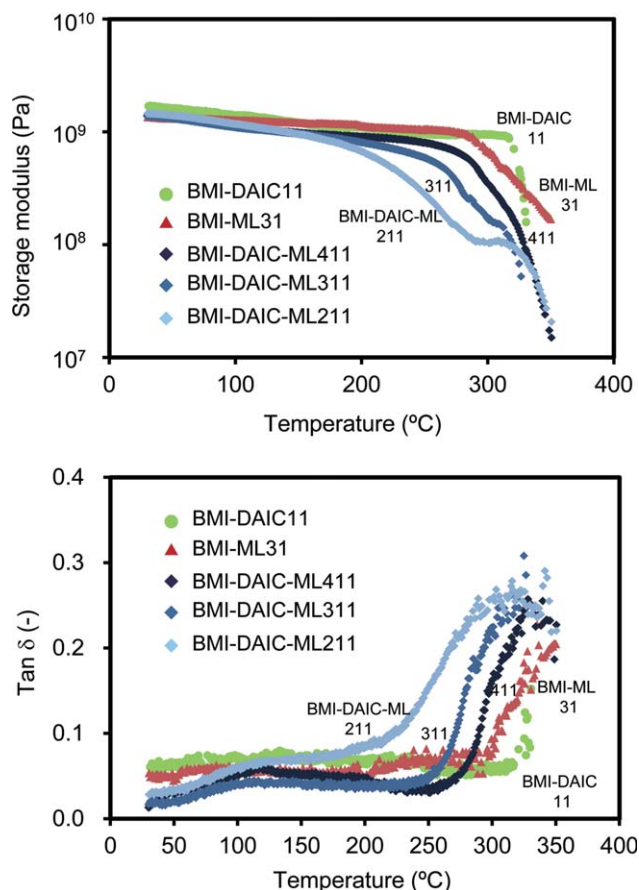 10¹⁰
10⁹
10⁸
10⁷
Storage modulus (Pa)
BMI-DAIC
11
BMI-ML
31
311
411
BMI-DAIC-ML
211
BMI-DAIC11
BMI-ML31
BMI-DAIC-ML411
BMI-DAIC-ML311
BMI-DAIC-ML211
0 100 200 300 400
Temperature (ºC)
0.4
0.3
0.2
0.1
0.0
Tan δ (-)
BMI-DAIC11
BMI-ML31
BMI-DAIC-ML411
BMI-DAIC-ML311
BMI-DAIC-ML211
BMI-DAIC-ML
211
311
411
BMI-ML
31
BMI-DAIC
11
0 50 100 150 200 250 300 350 400
Temperature (ºC)